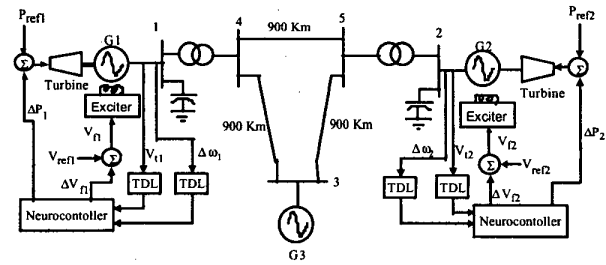 P_ref1
G1
1
4
900 Km
5
2
G2
P_ref2
Σ
Turbine
Exciter
ΔP_1
V_f1
V_ref1
Σ
ΔV_f1
V_t1
Δω_1
TDL
TDL
Neurocontoller
900 Km
900 Km
3
G3
Σ
Turbine
Exciter
ΔP_2
V_f2
V_ref2
Σ
ΔV_f2
Δω_2
V_t2
TDL
TDL
Neurocontoller